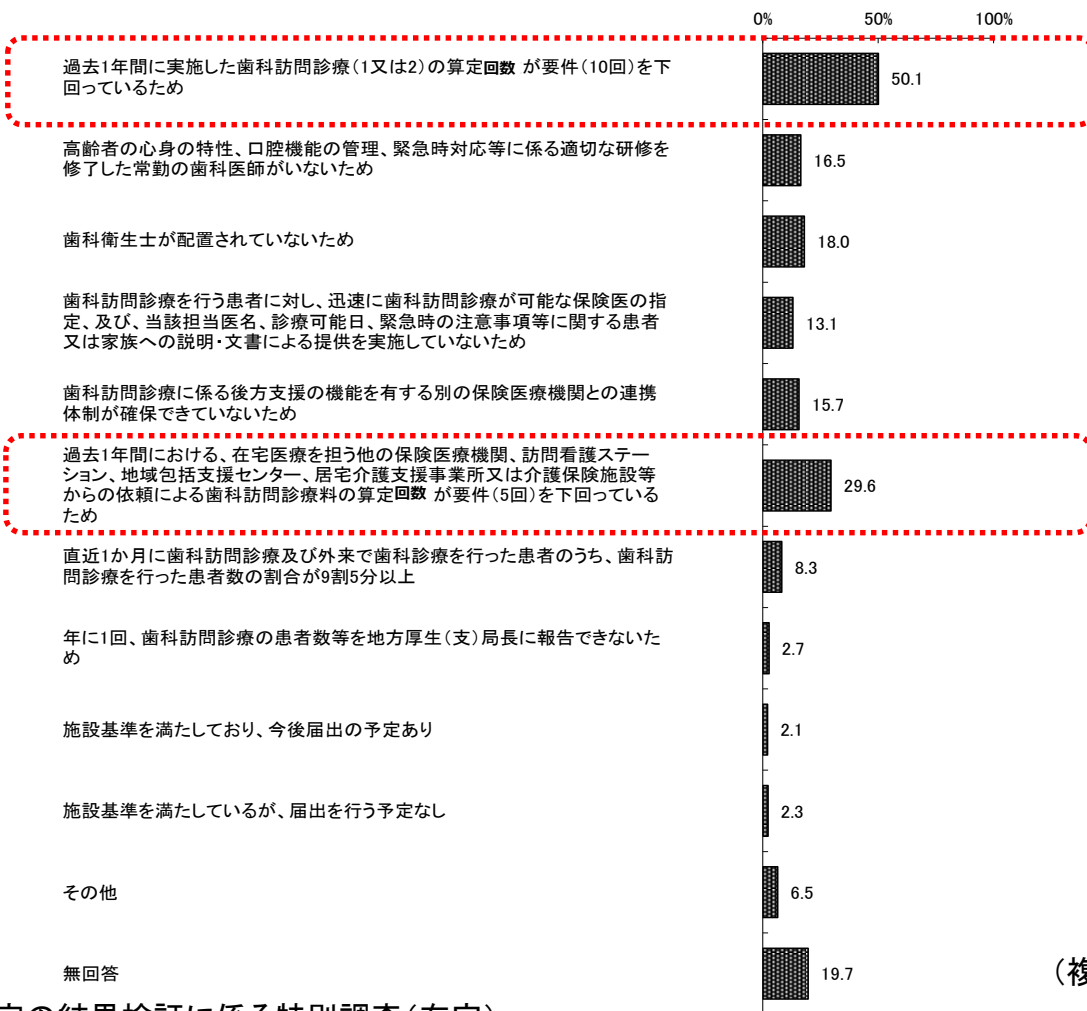 0% 50% 100%
過去1年間に実施した歯科訪問診療(1又は2)の算定回数 が要件(10回)を下
回っているため
50.1
高齢者の心身の特性、口腔機能の管理、緊急時対応等に係る適切な研修を
修了した常勤の歯科医師がいないため
16.5
歯科衛生士が配置されていないため
18.0
歯科訪問診療を行う患者に対し、迅速に歯科訪問診療が可能な保険医の指
定、及び、当該担当医名、診療可能日、緊急時の注意事項等に関する患者
又は家族への説明・文書による提供を実施していないため
13.1
歯科訪問診療に係る後方支援の機能を有する別の保険医療機関との連携
体制が確保できていないため
15.7
過去1年間における、在宅医療を担う他の保険医療機関、訪問看護ステー
ション、地域包括支援センター、居宅介護支援事業所又は介護保険施設等
からの依頼による歯科訪問診療料の算定回数 が要件(5回)を下回っている
ため
29.6
直近1か月に歯科訪問診療及び外来で歯科診療を行った患者のうち、歯科訪
問診療を行った患者数の割合が9割5分以上
8.3
年に1回、歯科訪問診療の患者数等を地方厚生(支)局長に報告できないた
め
2.7
施設基準を満たしており、今後届出の予定あり
2.1
施設基準を満たしているが、届出を行う予定なし
2.3
その他
6.5
無回答
19.7
(複
の結果検証に係る特別調査(在宅)